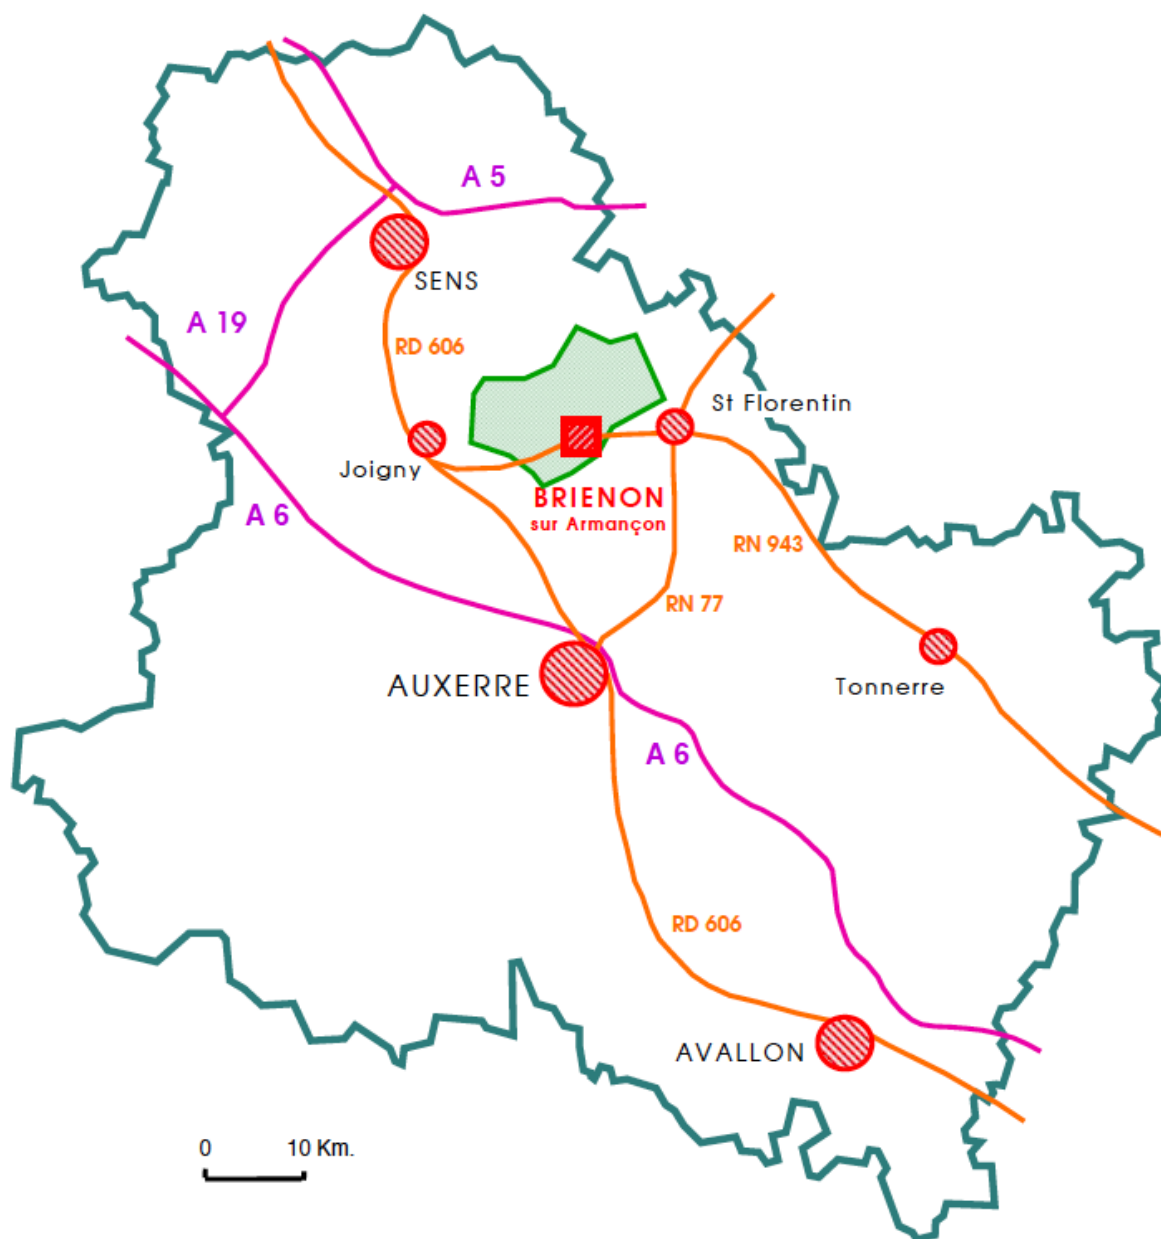 A 5
SENS
A 19
RD 606
St Florentin
Joigny
BRIENON
sur Armançon
A 6
RN 943
RN 77
AUXERRE
Tonnerre
A 6
RD 606
AVALLON
0 10 Km.